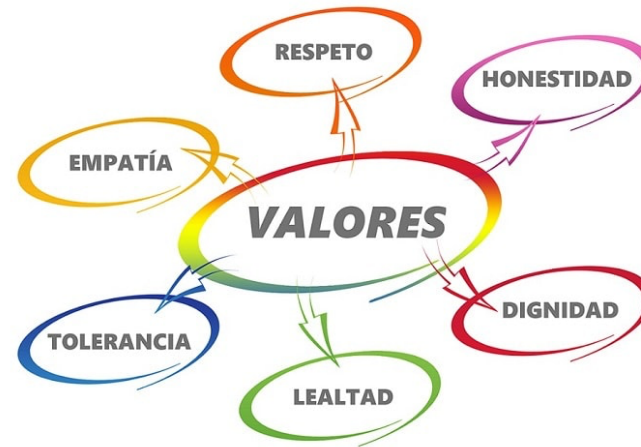 RESPETO
HONESTIDAD
EMPATÍA
VALORES
DIGNIDAD
TOLERANCIA
LEALTAD